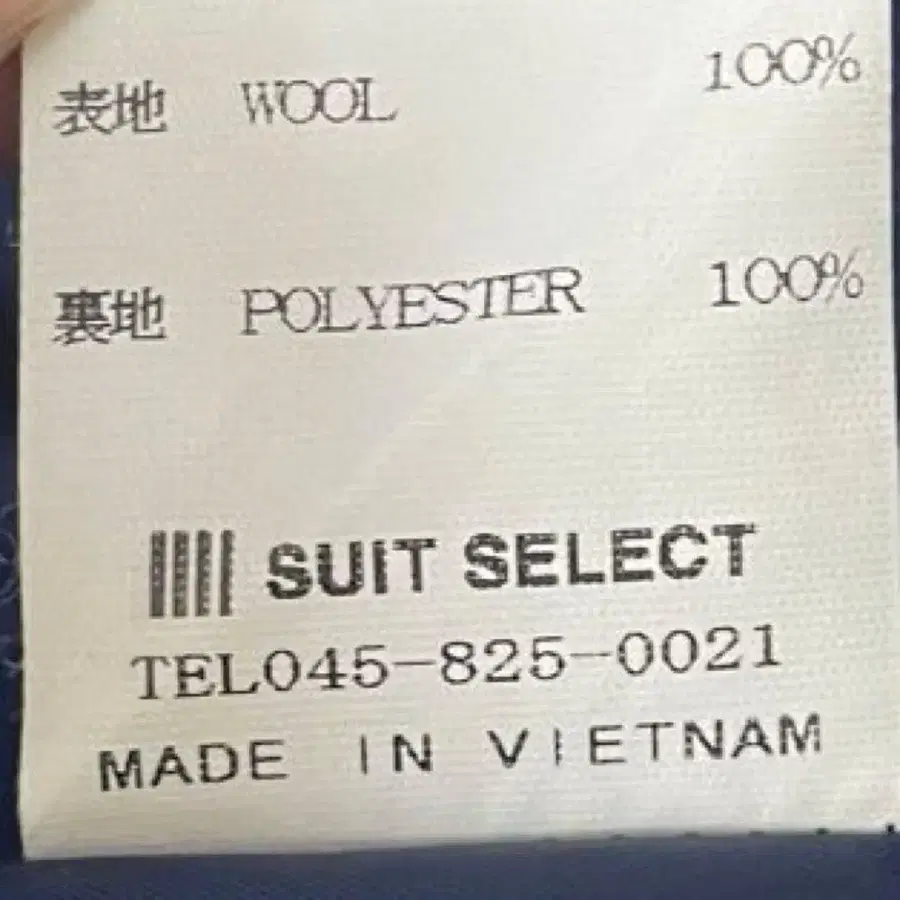 表地 WOOL 100%
裏地 POLYESTER 100%
SUIT SELECT
TEL045-825-0021
MADE IN VIETNAM